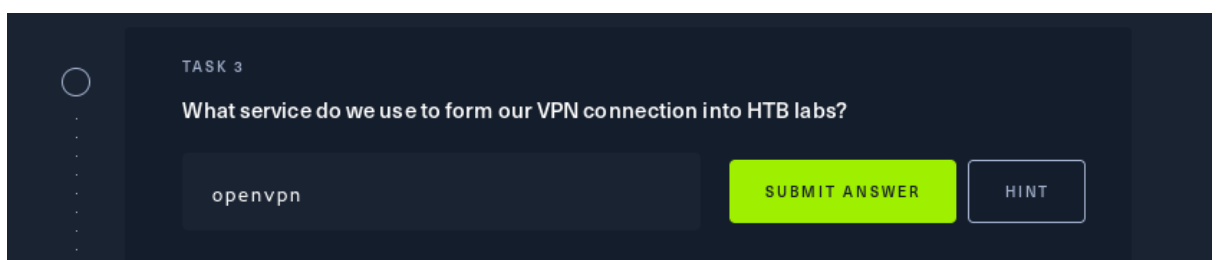 TASK 3
What service do we use to form our VPN connection into HTB labs?
openvpn
SUBMIT ANSWER
HINT